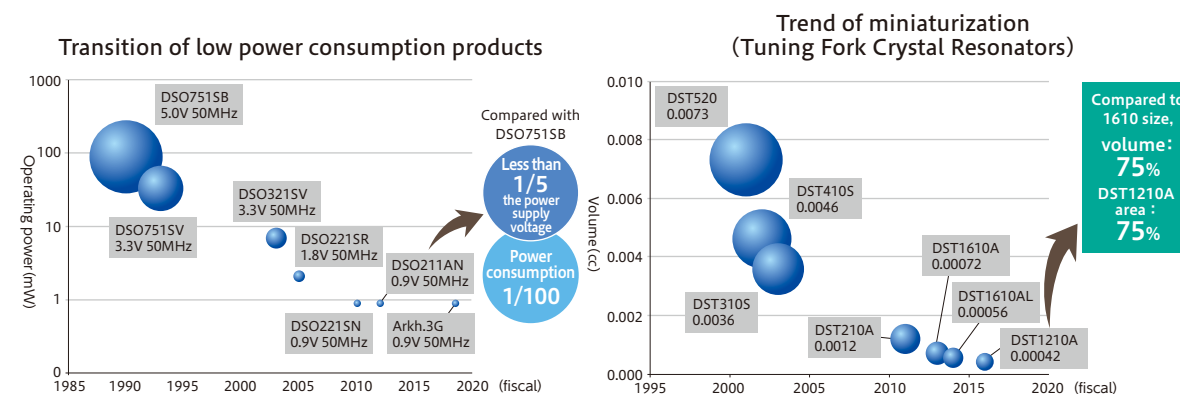 Transition of low power consumption products
1000
100
10
1
0
Operating power (mW)
1985
1990
1995
2000
2005
2010
2015
2020
(fiscal)
DSO751SB
5.0V 50MHz
DSO751SV
3.3V 50MHz
DSO321SV
3.3V 50MHz
DSO221SR
1.8V 50MHz
DSO211AN
0.9V 50MHz
DSO221SN
0.9V 50MHz
Arkh.3G
0.9V 50MHz
Compared with
DSO751SB
Less than
1/5
the power
supply
voltage
Power
consumption
1/100
Trend of miniaturization
(Tuning Fork Crystal Resonators)
0.010
0.008
0.006
0.004
0.002
0.000
Volume (cc)
1995
2000
2005
2010
2015
2020
(fiscal)
DST520
0.0073
DST410S
0.0046
DST310S
0.0036
DST210A
0.0012
DST1610A
0.00072
DST1610AL
0.00056
DST1210A
0.00042
Compared to
1610 size,
volume:
75%
DST1210A
area :
75%